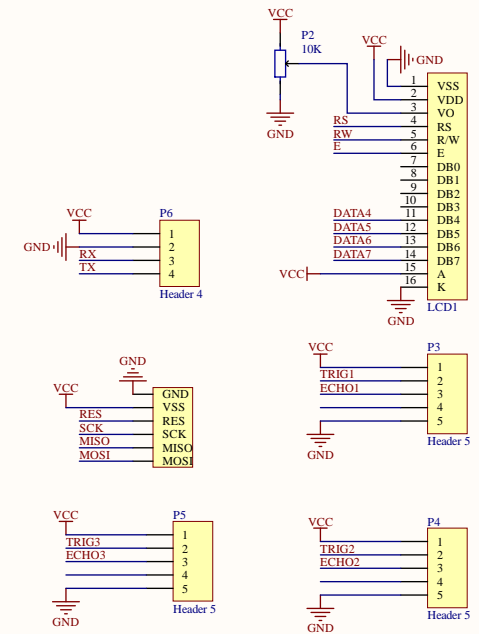 VCC
P2
10K
GND
VCC
GND
1 VSS
2 VDD
3 VO
RS 4 RS
RW 5 R/W
E 6 E
7 DB0
8 DB1
9 DB2
10 DB3
DATA4 11 DB4
DATA5 12 DB5
DATA6 13 DB6
DATA7 14 DB7
VCC 15 A
16 K
GND
LCD1
P6
VCC
1
GND 2
RX 3
TX 4
Header 4
P3
VCC
1
TRIG1 2
ECHO1 3
4
5
GND
Header 5
GND
VCC
GND
VSS
RES RES
SCK SCK
MISO MISO
MOSI MOSI
P5
VCC
1
TRIG3 2
ECHO3 3
4
5
GND
Header 5
P4
VCC
1
TRIG2 2
ECHO2 3
4
5
GND
Header 5